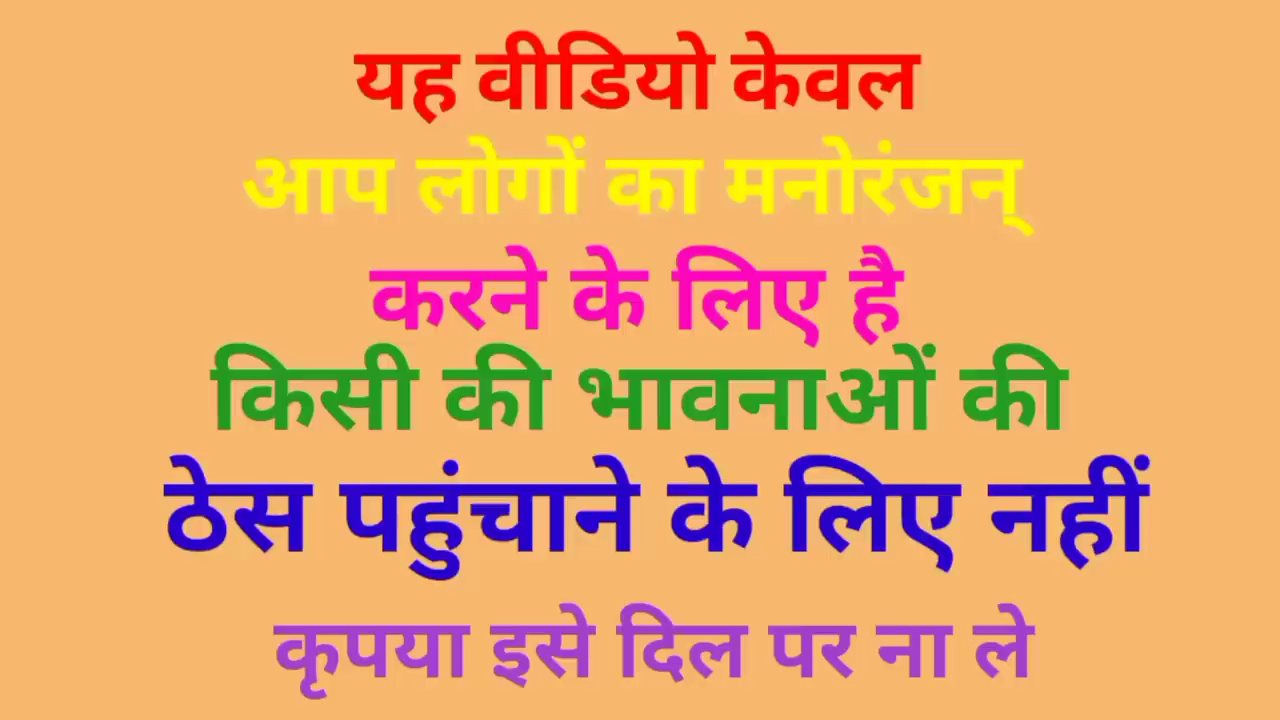 यह वीडियो केवल
आप लोगों का मनोरंजन्
करने के लिए है
किसी की भावनाओं की
ठेस पहुंचाने के लिए नहीं
कृपया इसे दिल पर ना ले